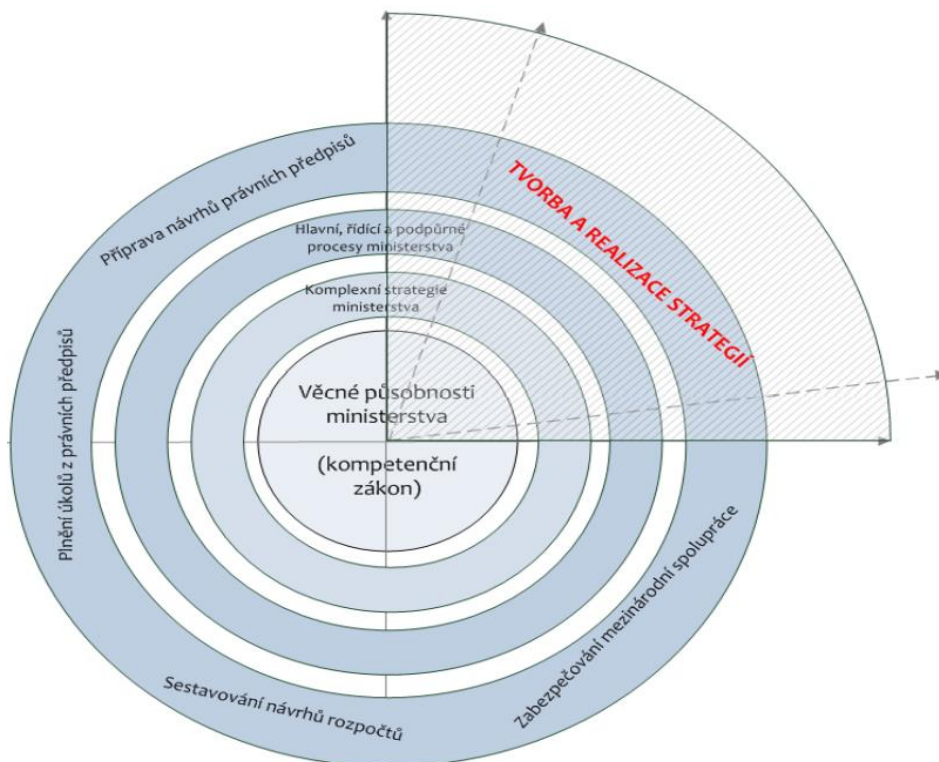 Příprava návrhů právních předpisů
TVORBA A REALIZACE STRATEGIÍ
Hlavní, řídící a podpůrné
procesy ministerstva
Komplexní strategie
ministerstva
Věcné působnosti
ministerstva
(kompetenční
zákon)
Plnění úkolů z právních předpisů
Zabezpečování mezinárodní spolupráce
Sestavování návrhů rozpočtů